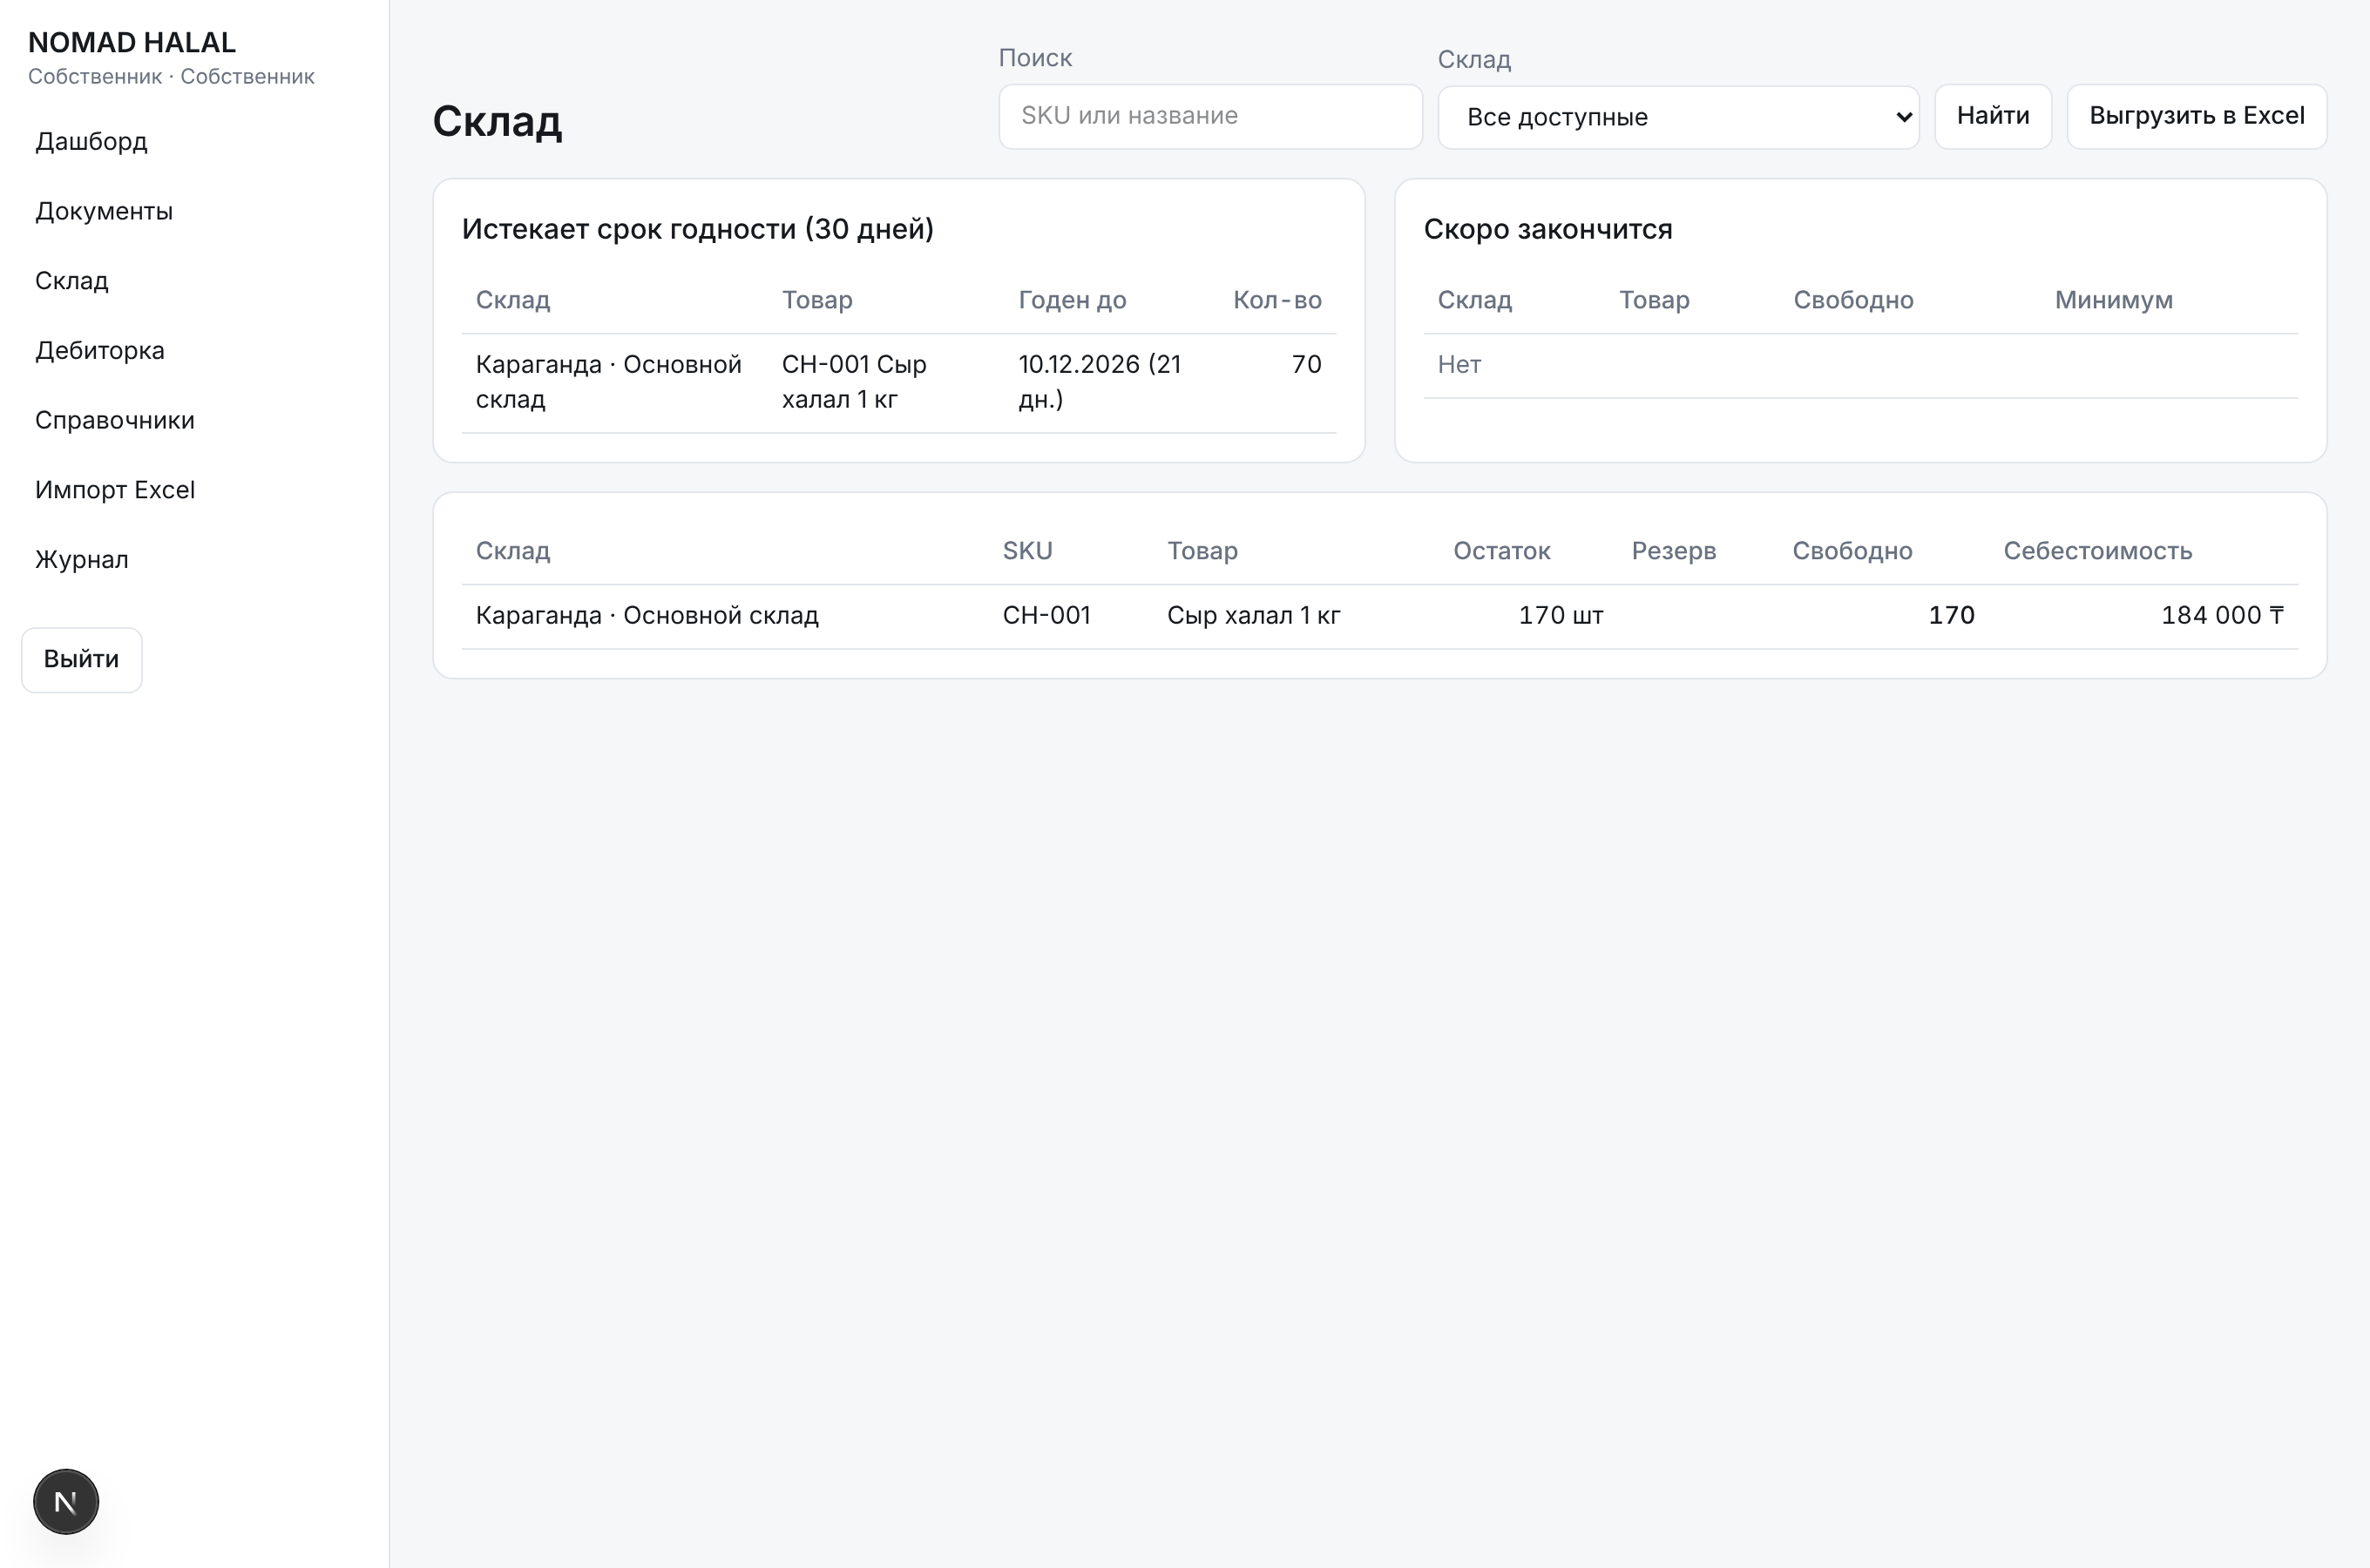 NOMAD HALAL
Собственник · Собственник
Дашборд
Документы
Склад
Дебиторка
Справочники
Импорт Excel
Журнал
Выйти
N
Склад
Поиск
SKU или название
Склад
Все доступные
Найти
Выгрузить в Excel
Истекает срок годности (30 дней)
Склад Товар Годен до Кол-во
Караганда · Основной склад CH-001 Сыр халал 1 кг 10.12.2026 (21 дн.) 70
Скоро закончится
Склад Товар Свободно Минимум
Нет
Склад SKU Товар Остаток Резерв Свободно Себестоимость
Караганда · Основной склад CH-001 Сыр халал 1 кг 170 шт 170 184 000 ₸